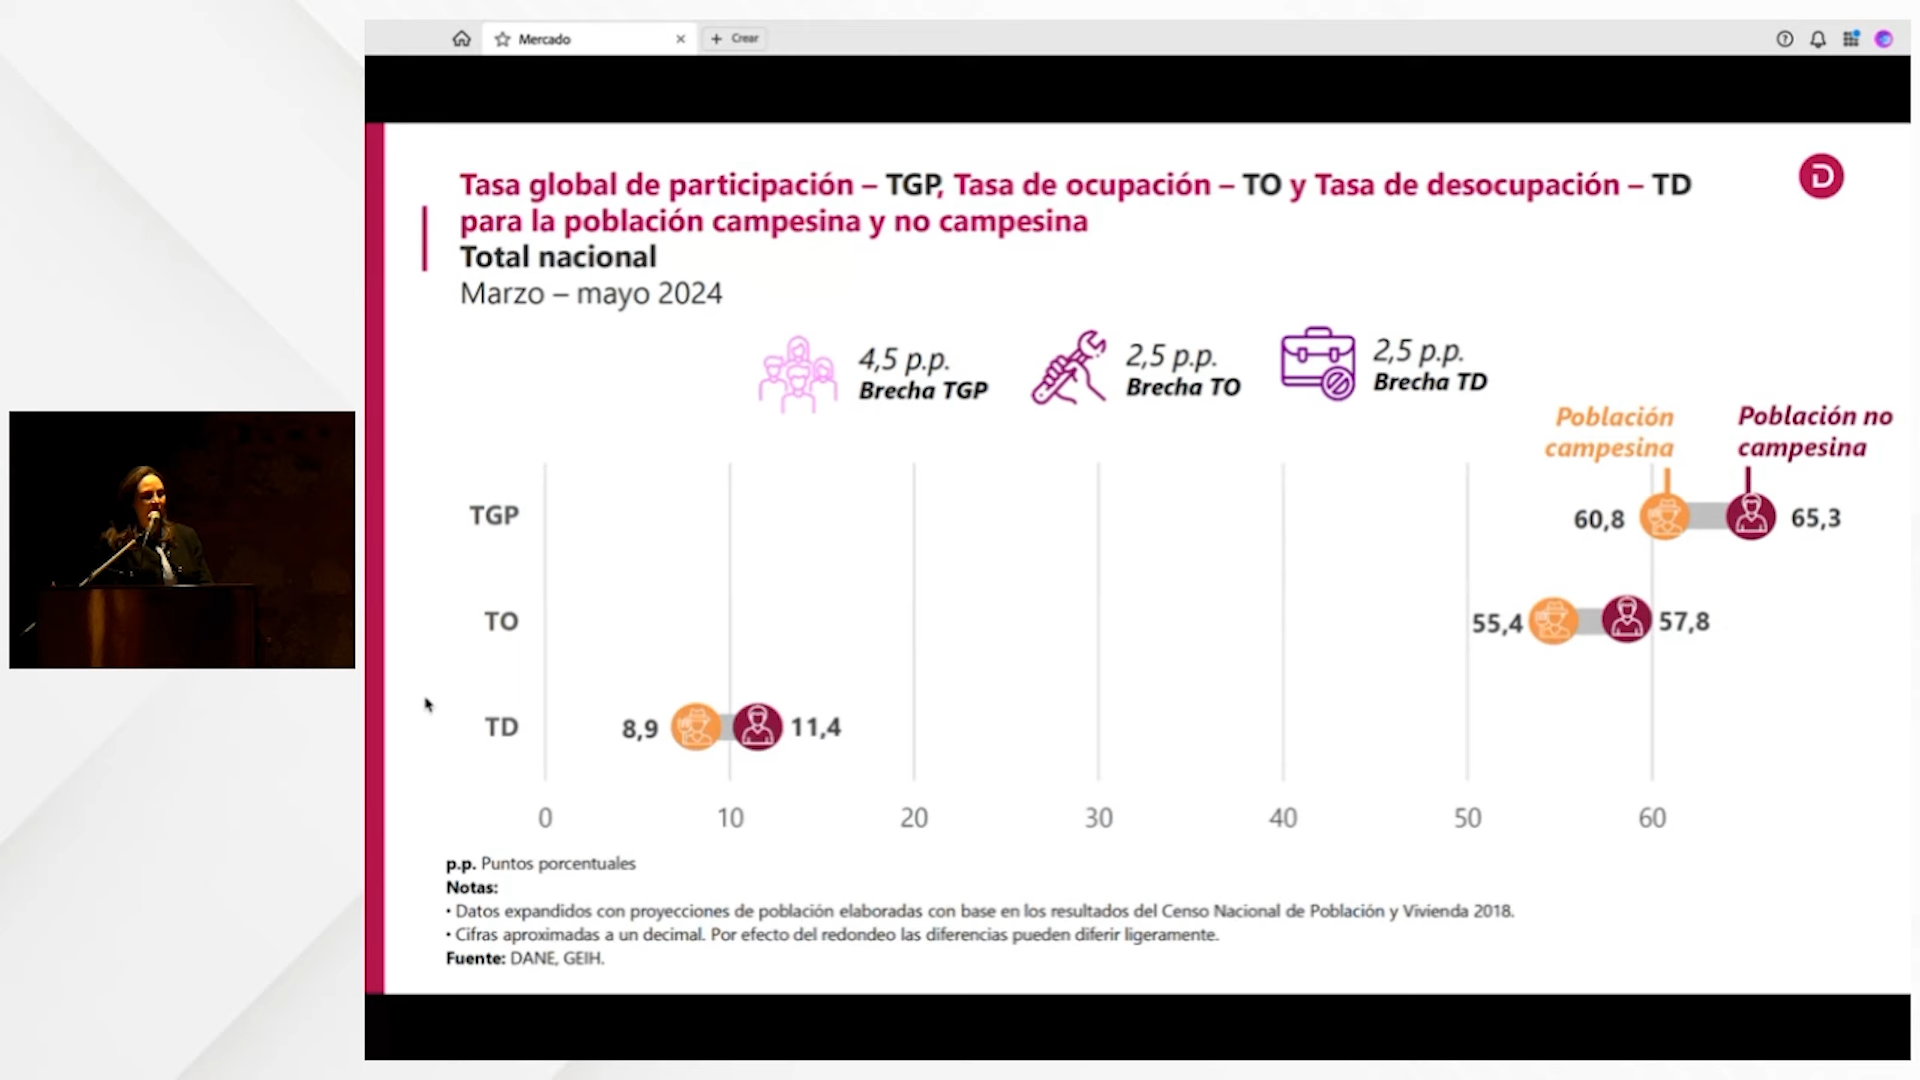 Mercado
Crear
Tasa global de participación – TGP, Tasa de ocupación – TO y Tasa de desocupación – TD
para la población campesina y no campesina
Total nacional
Marzo – mayo 2024
4,5 p.p.
Brecha TGP
2,5 p.p.
Brecha TO
2,5 p.p.
Brecha TD
Población
campesina
Población no
campesina
TGP
60,8
65,3
TO
55,4
57,8
TD
8,9
11,4
0 10 20 30 40 50 60
p.p. Puntos porcentuales
Notas:
• Datos expandidos con proyecciones de población elaboradas con base en los resultados del Censo Nacional de Población y Vivienda 2018.
• Cifras aproximadas a un decimal. Por efecto del redondeo las diferencias pueden diferir ligeramente.
Fuente: DANE, GEIH.